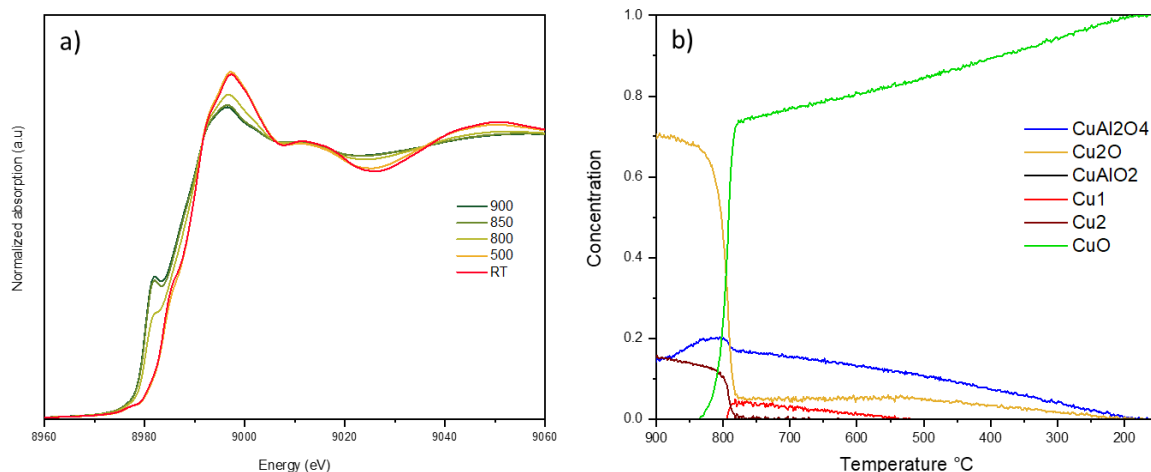 a)
Normalized absorption (a.u)
900
850
800
500
RT
8960
8980
9000
9020
9040
9060
Energy (eV)
b)
1.0
0.8
0.6
0.4
0.2
0.0
Concentration
CuAl2O4
Cu2O
CuAlO2
Cu1
Cu2
CuO
900
800
700
600
500
400
300
200
Temperature °C